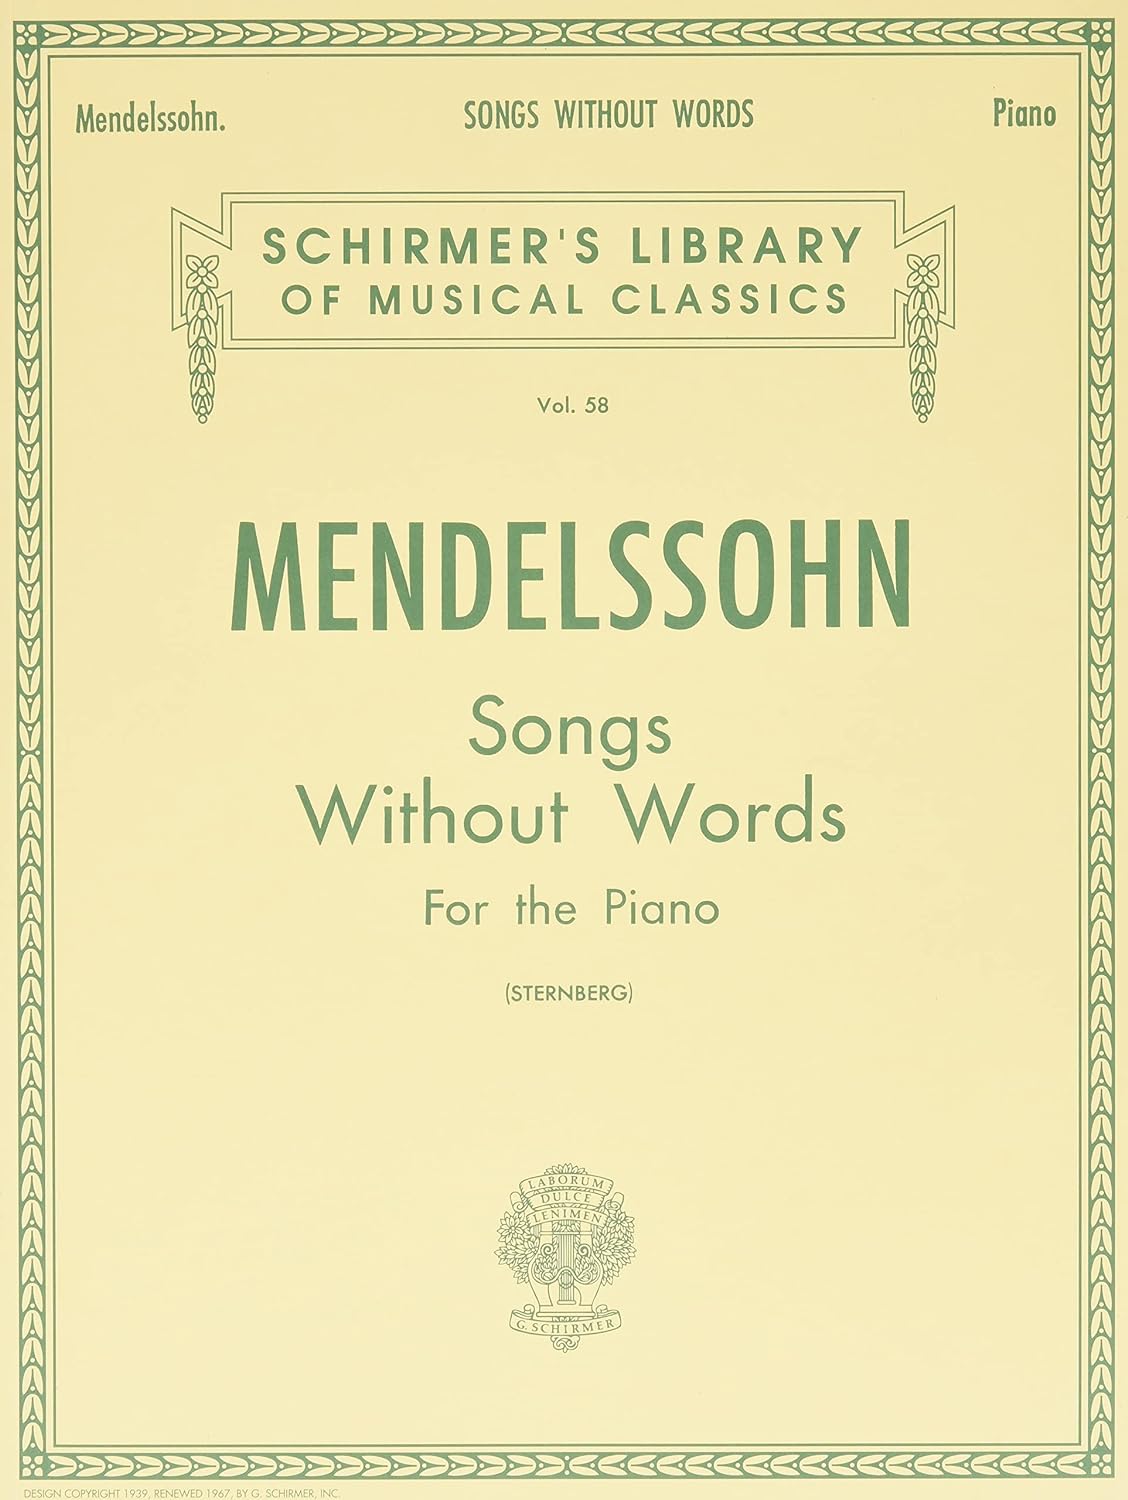 Mendelssohn. SONGS WITHOUT WORDS Piano
SCHIRMER'S LIBRARY
OF MUSICAL CLASSICS
Vol. 58
MENDELSSOHN
Songs
Without Words
For the Piano
(STERNBERG)
LABORUM
DULCE
LENIMEN
G. SCHIRMER
DESIGN COPYRIGHT 1939, RENEWED 1967, BY G. SCHIRMER, INC.